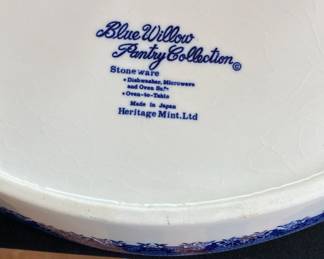 Blue Willow
Pantry Collection ©
Stoneware
• Dishwasher, Microwave
and Oven Safe
• Oven-to-Table
Made in Japan
Heritage Mint. Ltd